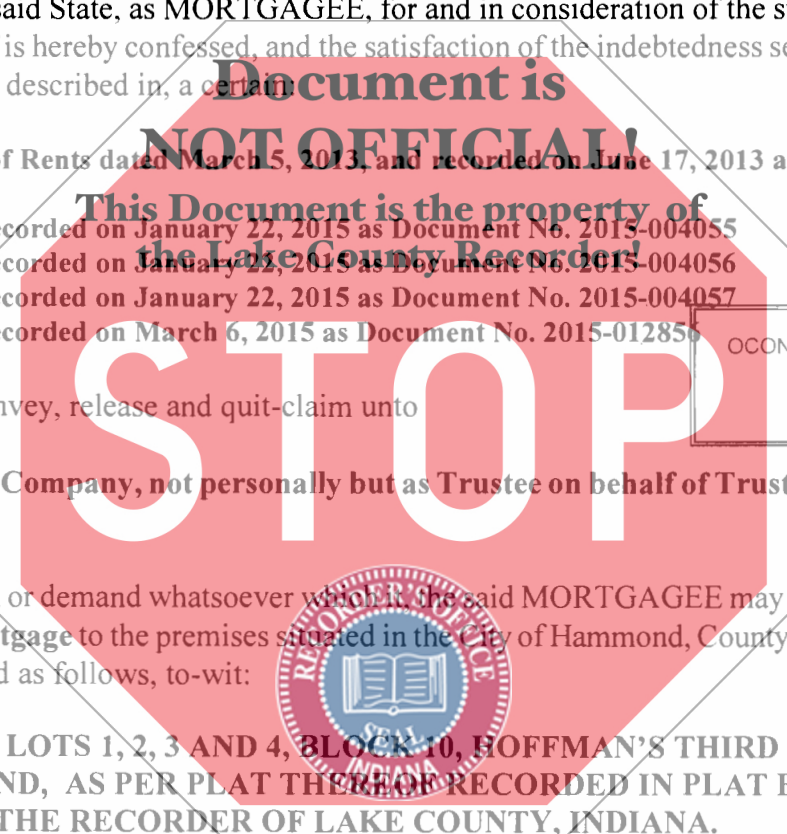 said State, as MORTGAGEE, for and in consideration of the s
is hereby confessed, and the satisfaction of the indebtedness se
described in, a certain:
Document is
NOT OFFICIAL!
of Rents dated March 5, 2013, and recorded on June 17, 2013 a
This Document is the property of
the Lake County Recorder!
ecorded on January 22, 2015 as Document No. 2015-004055
ecorded on January 22, 2015 as Document No. 2015-004056
ecorded on January 22, 2015 as Document No. 2015-004057
ecorded on March 6, 2015 as Document No. 2015-012856
OCON
STOP
nvey, release and quit-claim unto
Company, not personally but as Trustee on behalf of Trust
or demand whatsoever which it, the said MORTGAGEE may
tgage to the premises situated in the City of Hammond, County
d as follows, to-wit:
RECORDER'S OFFICE
SEAL
INDIANA
LOTS 1, 2, 3 AND 4, BLOCK 10, HOFFMAN'S THIRD
ND, AS PER PLAT THEREOF RECORDED IN PLAT
THE RECORDER OF LAKE COUNTY, INDIANA.